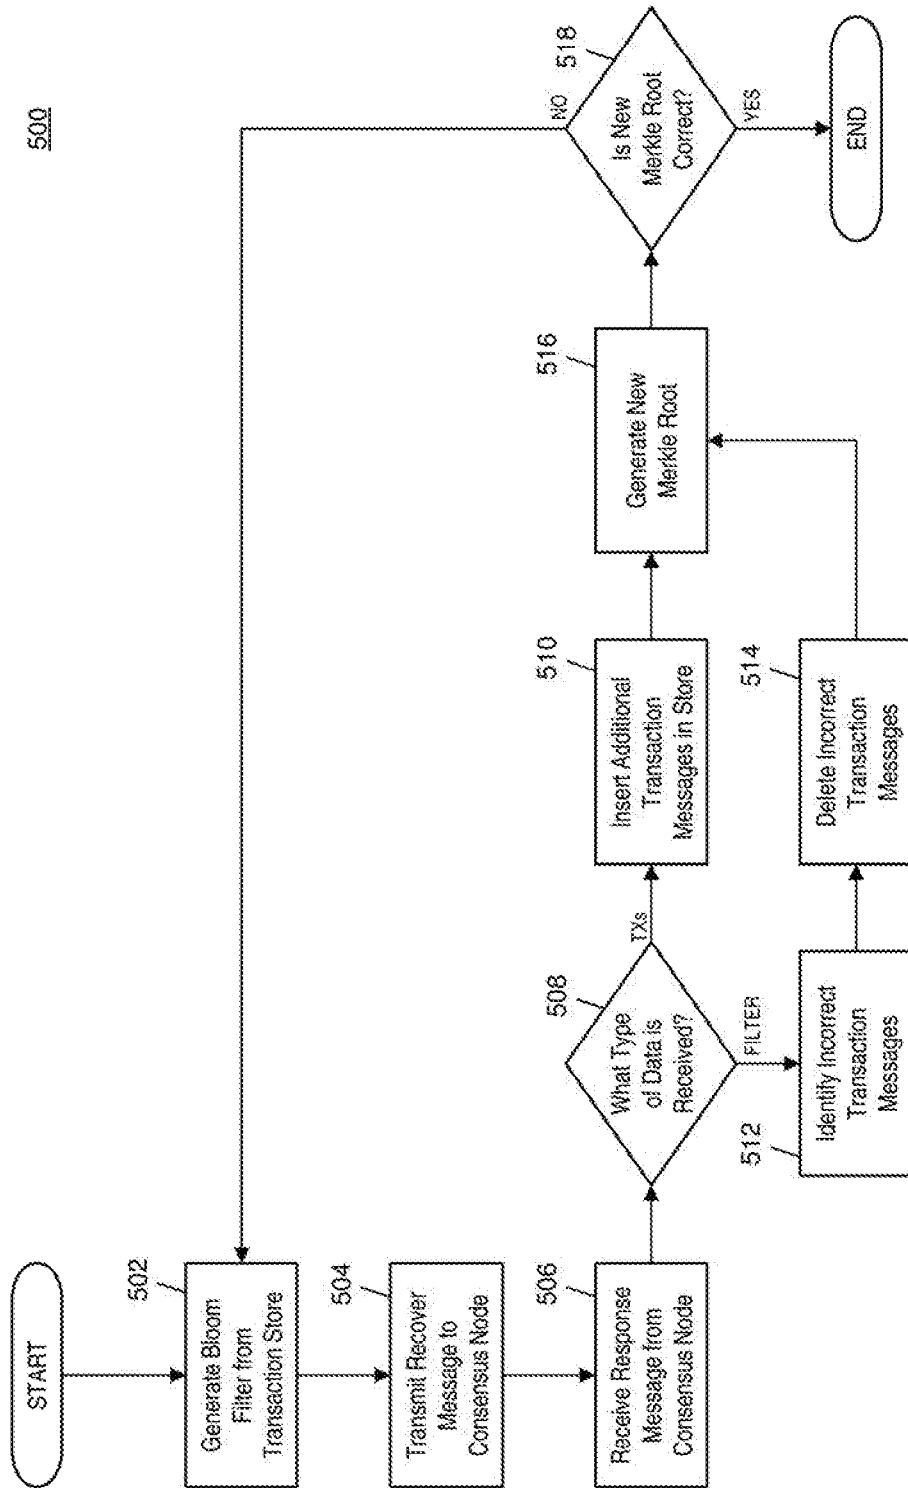 500
START
502
Generate Bloom
Filter from
Transaction Store
504
Transmit Recover
Message to
Consensus Node
506
Receive Response
Message from
Consensus Node
508
What Type
of Data is
Received?
TXs
FILTER
510
Insert Additional
Transaction
Messages in Store
512
Identify Incorrect
Transaction
Messages
514
Delete Incorrect
Transaction
Messages
516
Generate New
Merkle Root
518
Is New
Merkle Root
Correct?
NO
YES
END